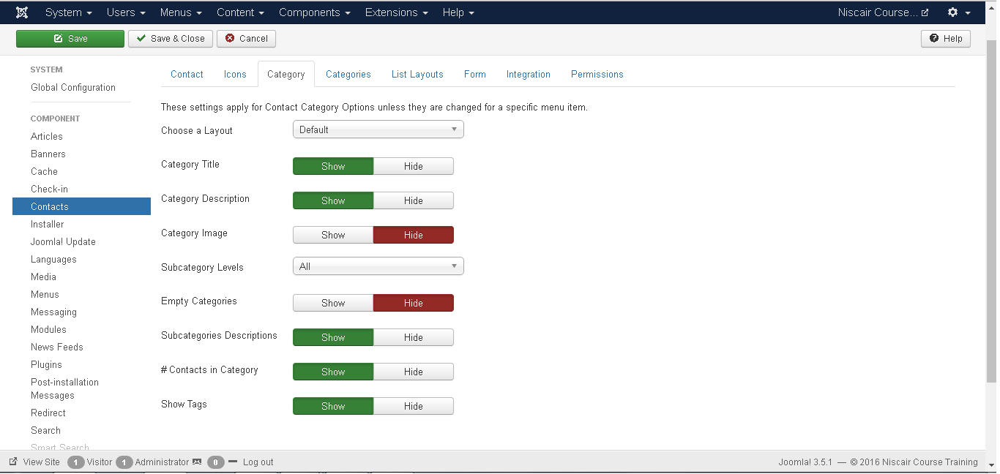 System Users Menus Content Components Extensions Help Niscair Course...
Save Save & Close Cancel Help
SYSTEM
Global Configuration
COMPONENT
Articles
Banners
Cache
Check-in
Contacts
Installer
Joomla! Update
Languages
Media
Menus
Messaging
Modules
News Feeds
Plugins
Post-installation
Messages
Redirect
Search
Smart Search
Contact Icons Category Categories List Layouts Form Integration Permissions
These settings apply for Contact Category Options unless they are changed for a specific menu item.
Choose a Layout Default
Category Title Show Hide
Category Description Show Hide
Category Image Show Hide
Subcategory Levels All
Empty Categories Show Hide
Subcategories Descriptions Show Hide
# Contacts in Category Show Hide
Show Tags Show Hide
View Site 1 Visitor 1 Administrator 0 Log out Joomla! 3.5.1 — © 2016 Niscair Course Training